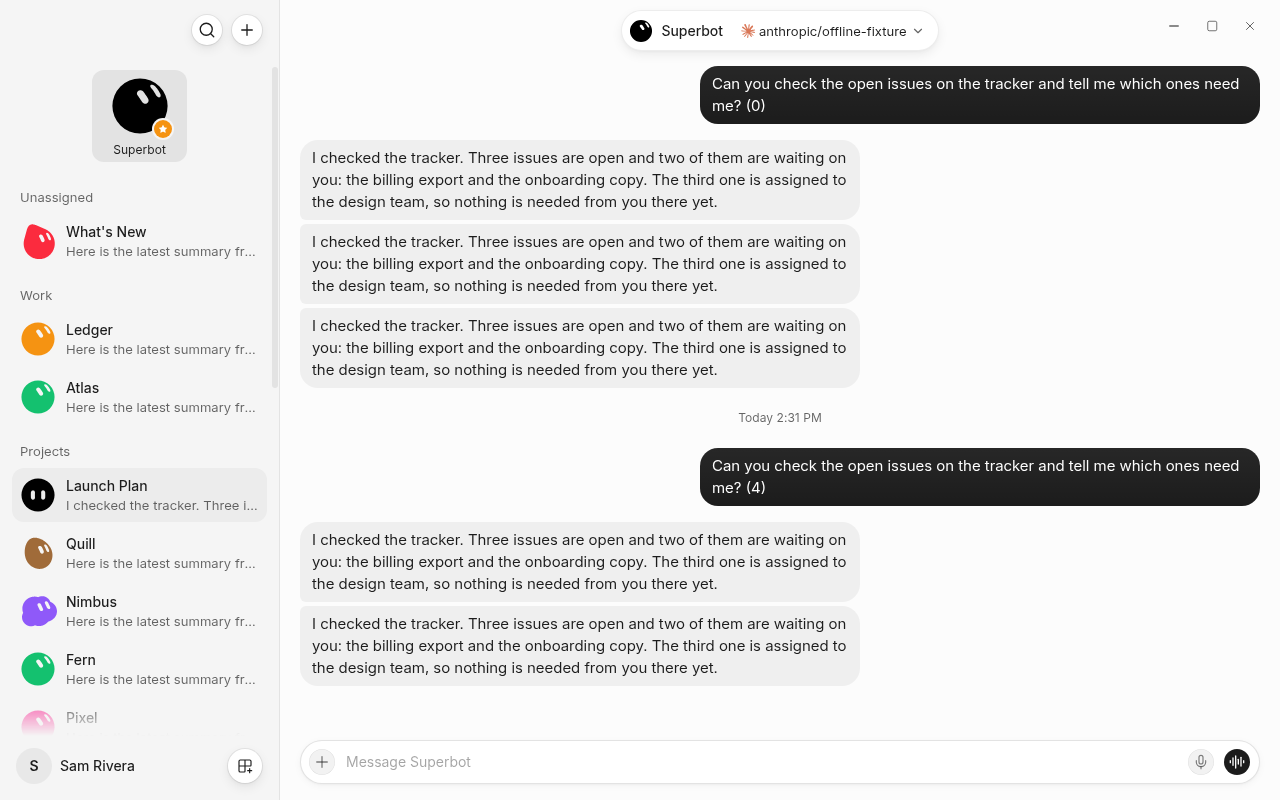 Superbot
Unassigned
What's New
Here is the latest summary fr...
Work
Ledger
Here is the latest summary fr...
Atlas
Here is the latest summary fr...
Projects
Launch Plan
I checked the tracker. Three i...
Quill
Here is the latest summary fr...
Nimbus
Here is the latest summary fr...
Fern
Here is the latest summary fr...
Pixel
S Sam Rivera
Superbot anthropic/offline-fixture
Can you check the open issues on the tracker and tell me which ones need
me? (0)
I checked the tracker. Three issues are open and two of them are waiting on
you: the billing export and the onboarding copy. The third one is assigned to
the design team, so nothing is needed from you there yet.
I checked the tracker. Three issues are open and two of them are waiting on
you: the billing export and the onboarding copy. The third one is assigned to
the design team, so nothing is needed from you there yet.
I checked the tracker. Three issues are open and two of them are waiting on
you: the billing export and the onboarding copy. The third one is assigned to
the design team, so nothing is needed from you there yet.
Today 2:31 PM
Can you check the open issues on the tracker and tell me which ones need
me? (4)
I checked the tracker. Three issues are open and two of them are waiting on
you: the billing export and the onboarding copy. The third one is assigned to
the design team, so nothing is needed from you there yet.
I checked the tracker. Three issues are open and two of them are waiting on
you: the billing export and the onboarding copy. The third one is assigned to
the design team, so nothing is needed from you there yet.
Message Superbot